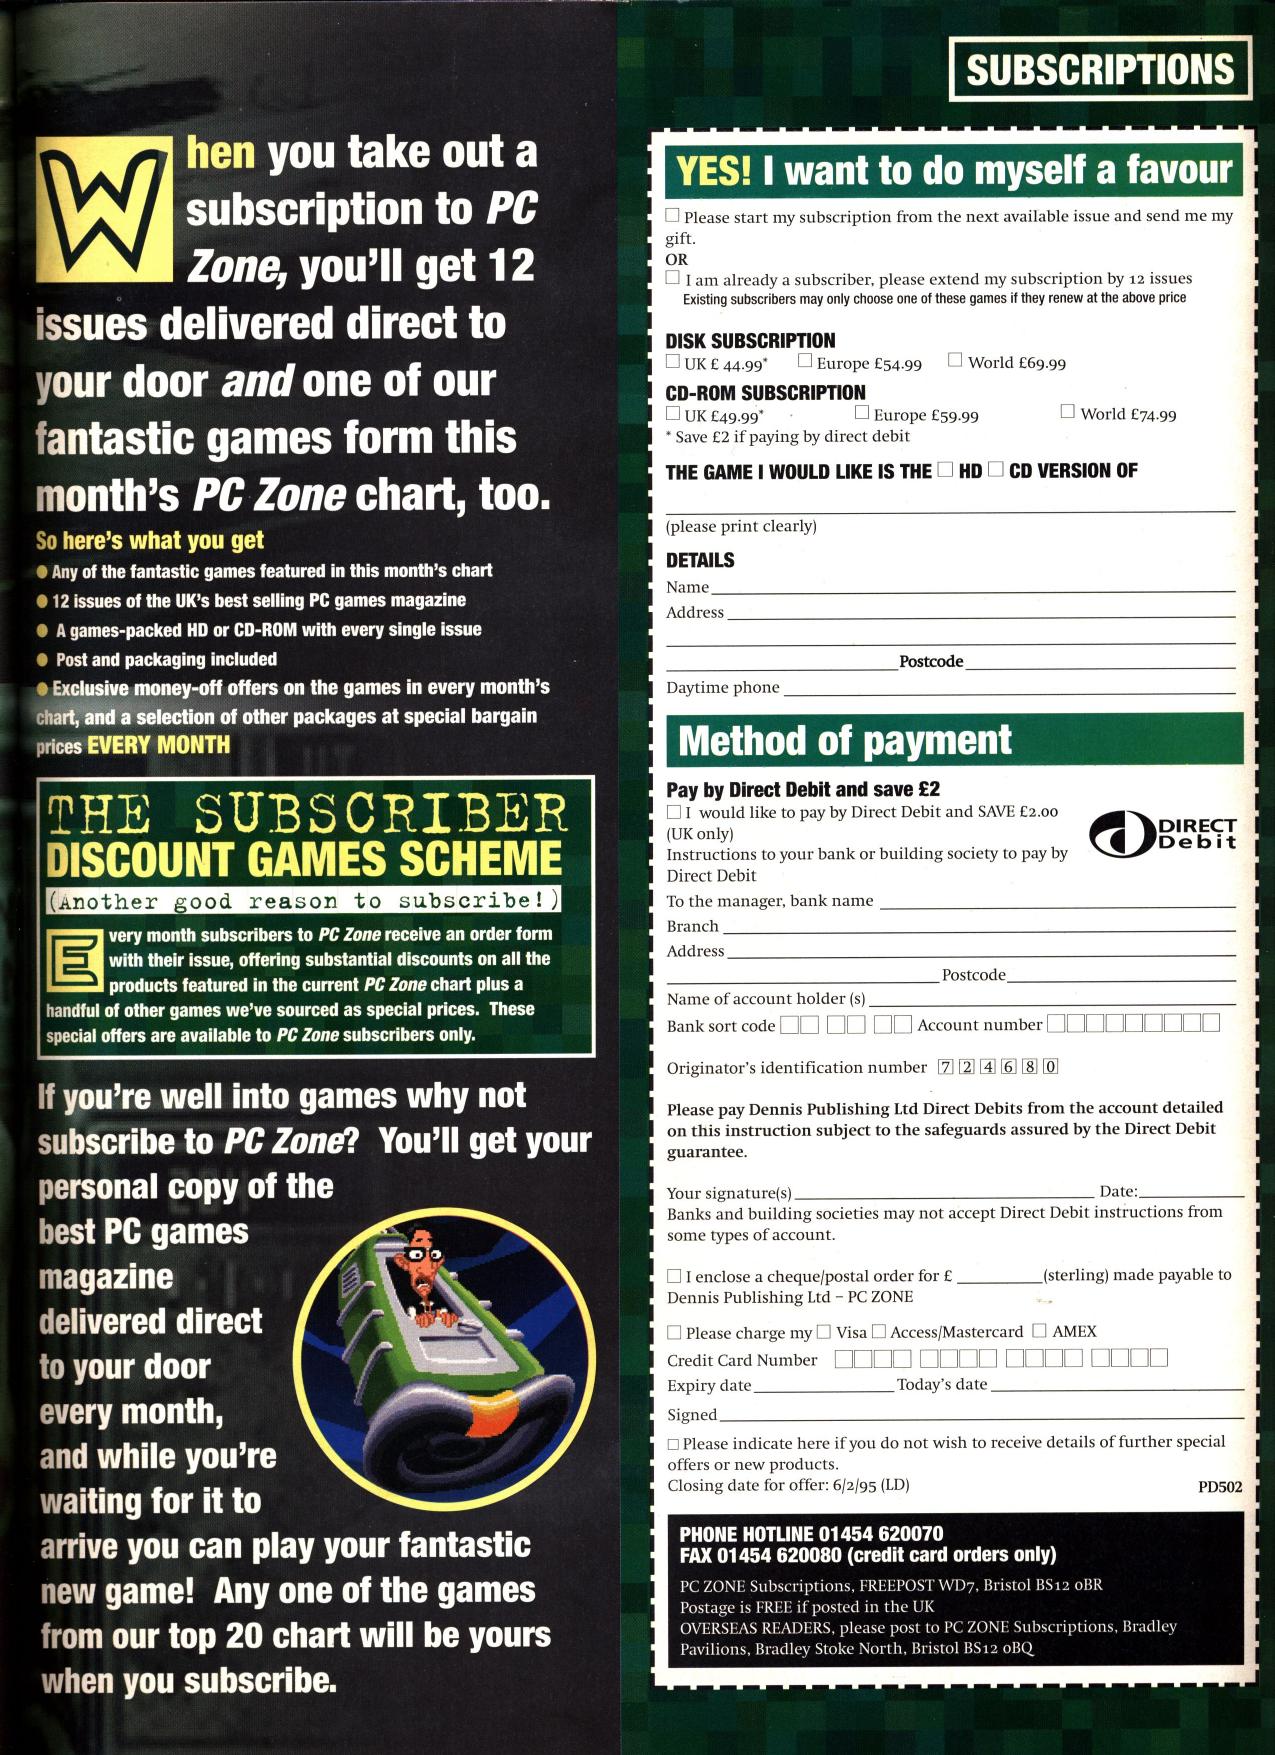 SUBSCRIPTIONS
When you take out a
subscription to PC
Zone, you'll get 12
issues delivered direct to
your door and one of our
fantastic games form this
month's PC Zone chart, too.
So here's what you get
● Any of the fantastic games featured in this month's chart
● 12 issues of the UK's best selling PC games magazine
● A games-packed HD or CD-ROM with every single issue
● Post and packaging included
● Exclusive money-off offers on the games in every month's
chart, and a selection of other packages at special bargain
prices EVERY MONTH
THE SUBSCRIBER
DISCOUNT GAMES SCHEME
(Another good reason to subscribe!)
Every month subscribers to PC Zone receive an order form
with their issue, offering substantial discounts on all the
products featured in the current PC Zone chart plus a
handful of other games we've sourced as special prices. These
special offers are available to PC Zone subscribers only.
If you're well into games why not
subscribe to PC Zone? You'll get your
personal copy of the
best PC games
magazine
delivered direct
to your door
every month,
and while you're
waiting for it to
arrive you can play your fantastic
new game! Any one of the games
from our top 20 chart will be yours
when you subscribe.
YES! I want to do myself a favour
☐ Please start my subscription from the next available issue and send me my
gift.
OR
☐ I am already a subscriber, please extend my subscription by 12 issues
Existing subscribers may only choose one of these games if they renew at the above price
DISK SUBSCRIPTION
☐ UK £ 44.99* ☐ Europe £54.99 ☐ World £69.99
CD-ROM SUBSCRIPTION
☐ UK £49.99* ☐ Europe £59.99 ☐ World £74.99
* Save £2 if paying by direct debit
THE GAME I WOULD LIKE IS THE ☐ HD ☐ CD VERSION OF
(please print clearly)
DETAILS
Name
Address
Postcode
Daytime phone
Method of payment
Pay by Direct Debit and save £2
☐ I would like to pay by Direct Debit and SAVE £2.00
(UK only)
DIRECT
Debit
Instructions to your bank or building society to pay by
Direct Debit
To the manager, bank name
Branch
Address
Postcode
Name of account holder (s)
Bank sort code Account number
Originator's identification number 7 2 4 6 8 0
Please pay Dennis Publishing Ltd Direct Debits from the account detailed
on this instruction subject to the safeguards assured by the Direct Debit
guarantee.
Your signature(s) Date:
Banks and building societies may not accept Direct Debit instructions from
some types of account.
☐ I enclose a cheque/postal order for £ (sterling) made payable to
Dennis Publishing Ltd – PC ZONE
☐ Please charge my ☐ Visa ☐ Access/Mastercard ☐ AMEX
Credit Card Number
Expiry date Today's date
Signed
☐ Please indicate here if you do not wish to receive details of further special
offers or new products.
Closing date for offer: 6/2/95 (LD) PD502
PHONE HOTLINE 01454 620070
FAX 01454 620080 (credit card orders only)
PC ZONE Subscriptions, FREEPOST WD7, Bristol BS12 0BR
Postage is FREE if posted in the UK
OVERSEAS READERS, please post to PC ZONE Subscriptions, Bradley
Pavilions, Bradley Stoke North, Bristol BS12 0BQ